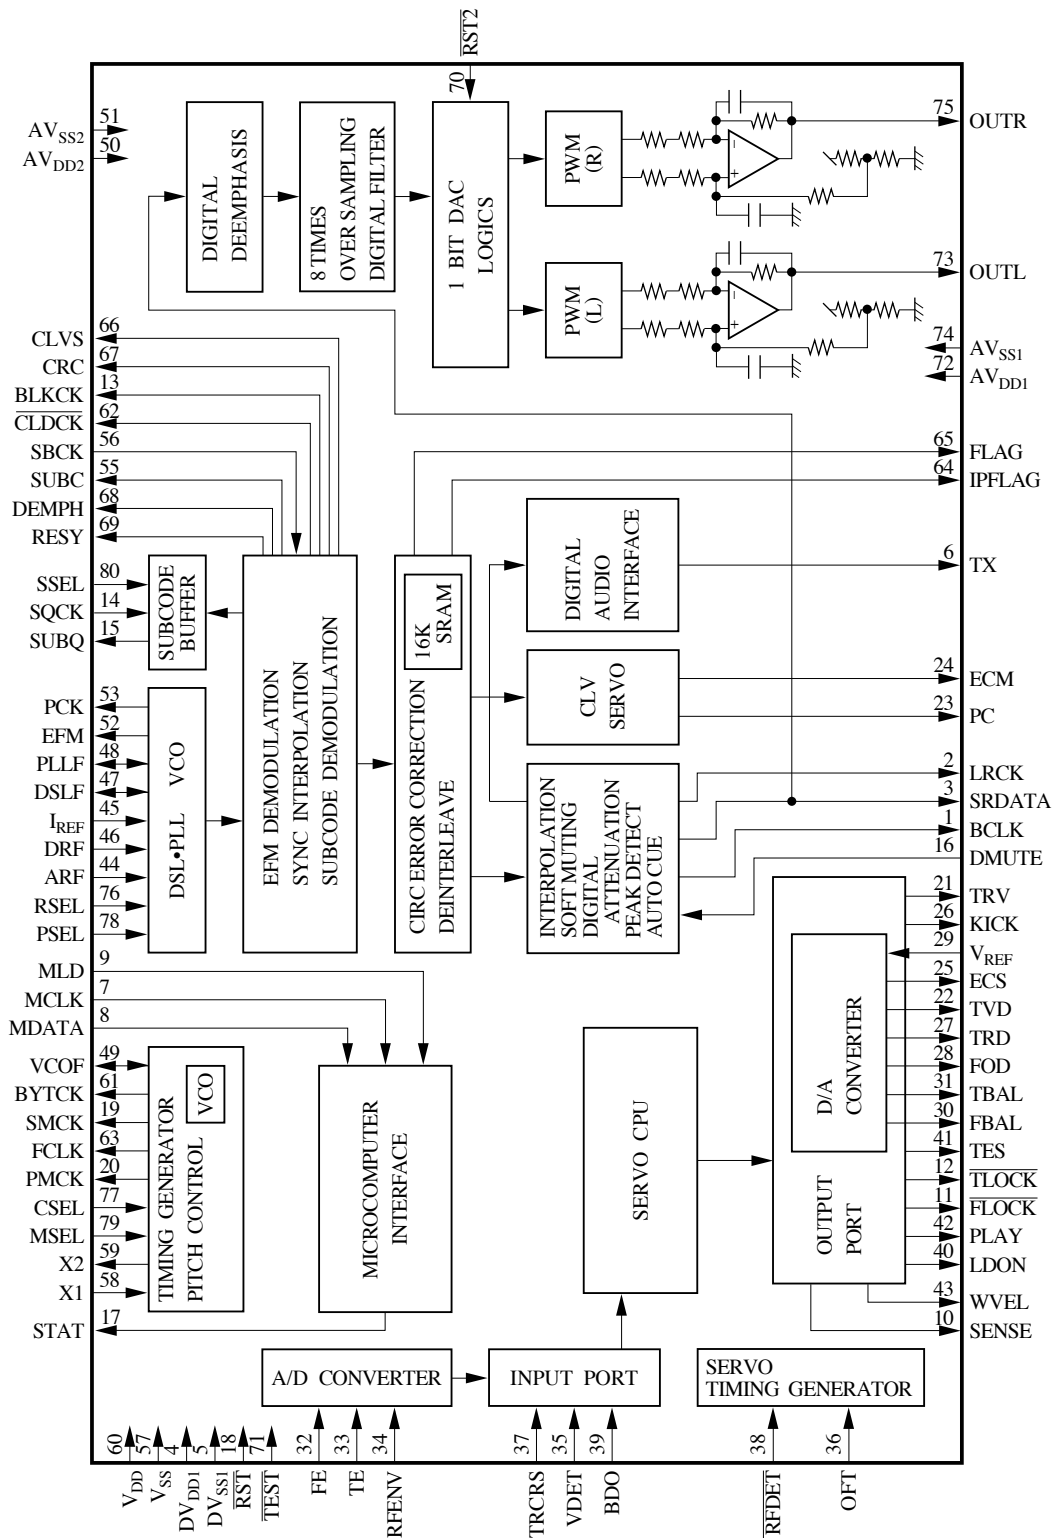 RST2
70
51
AVSS2
50
AVDD2
DIGITAL
DEEMPHASIS
8 TIMES
OVER SAMPLING
DIGITAL FILTER
1 BIT DAC
LOGICS
PWM
(R)
PWM
(L)
−
+
−
+
75
OUTR
73
OUTL
74
AVSS1
72
AVDD1
66
CLVS
67
CRC
13
BLKCK
62
CLDCK
56
SBCK
55
SUBC
68
DEMPH
69
RESY
80
SSEL
14
SQCK
15
SUBQ
SUBCODE
BUFFER
53
PCK
52
EFM
48
PLLF
47
DSLF
45
IREF
46
DRF
44
ARF
76
RSEL
78
PSEL
DSL•PLL VCO
EFM DEMODULATION
SYNC INTERPOLATION
SUBCODE DEMODULATION
16K
SRAM
CIRC ERROR CORRECTION
DEINTERLEAVE
DIGITAL
AUDIO
INTERFACE
CLV
SERVO
INTERPOLATION
SOFT MUTING
DIGITAL
ATTENUATION
PEAK DETECT
AUTO CUE
65
FLAG
64
IPFLAG
6
TX
24
ECM
23
PC
2
LRCK
3
SRDATA
1
BCLK
16
DMUTE
9
MLD
7
MCLK
8
MDATA
49
VCOF
61
BYTCK
19
SMCK
63
FCLK
20
PMCK
77
CSEL
79
MSEL
59
X2
58
X1
17
STAT
VCO
TIMING GENERATOR
PITCH CONTROL
MICROCOMPUTER
INTERFACE
SERVO CPU
D/A
CONVERTER
OUTPUT
PORT
21
TRV
26
KICK
29
VREF
25
ECS
22
TVD
27
TRD
28
FOD
31
TBAL
30
FBAL
41
TES
12
TLOCK
11
FLOCK
42
PLAY
40
LDON
43
WVEL
10
SENSE
A/D CONVERTER
INPUT PORT
SERVO
TIMING GENERATOR
60
VDD
57
VSS
4
DVDD1
5
DVSS1
18
RST
71
TEST
32
FE
33
TE
34
RFENV
37
TRCRS
35
VDET
39
BDO
38
RFDET
36
OFT